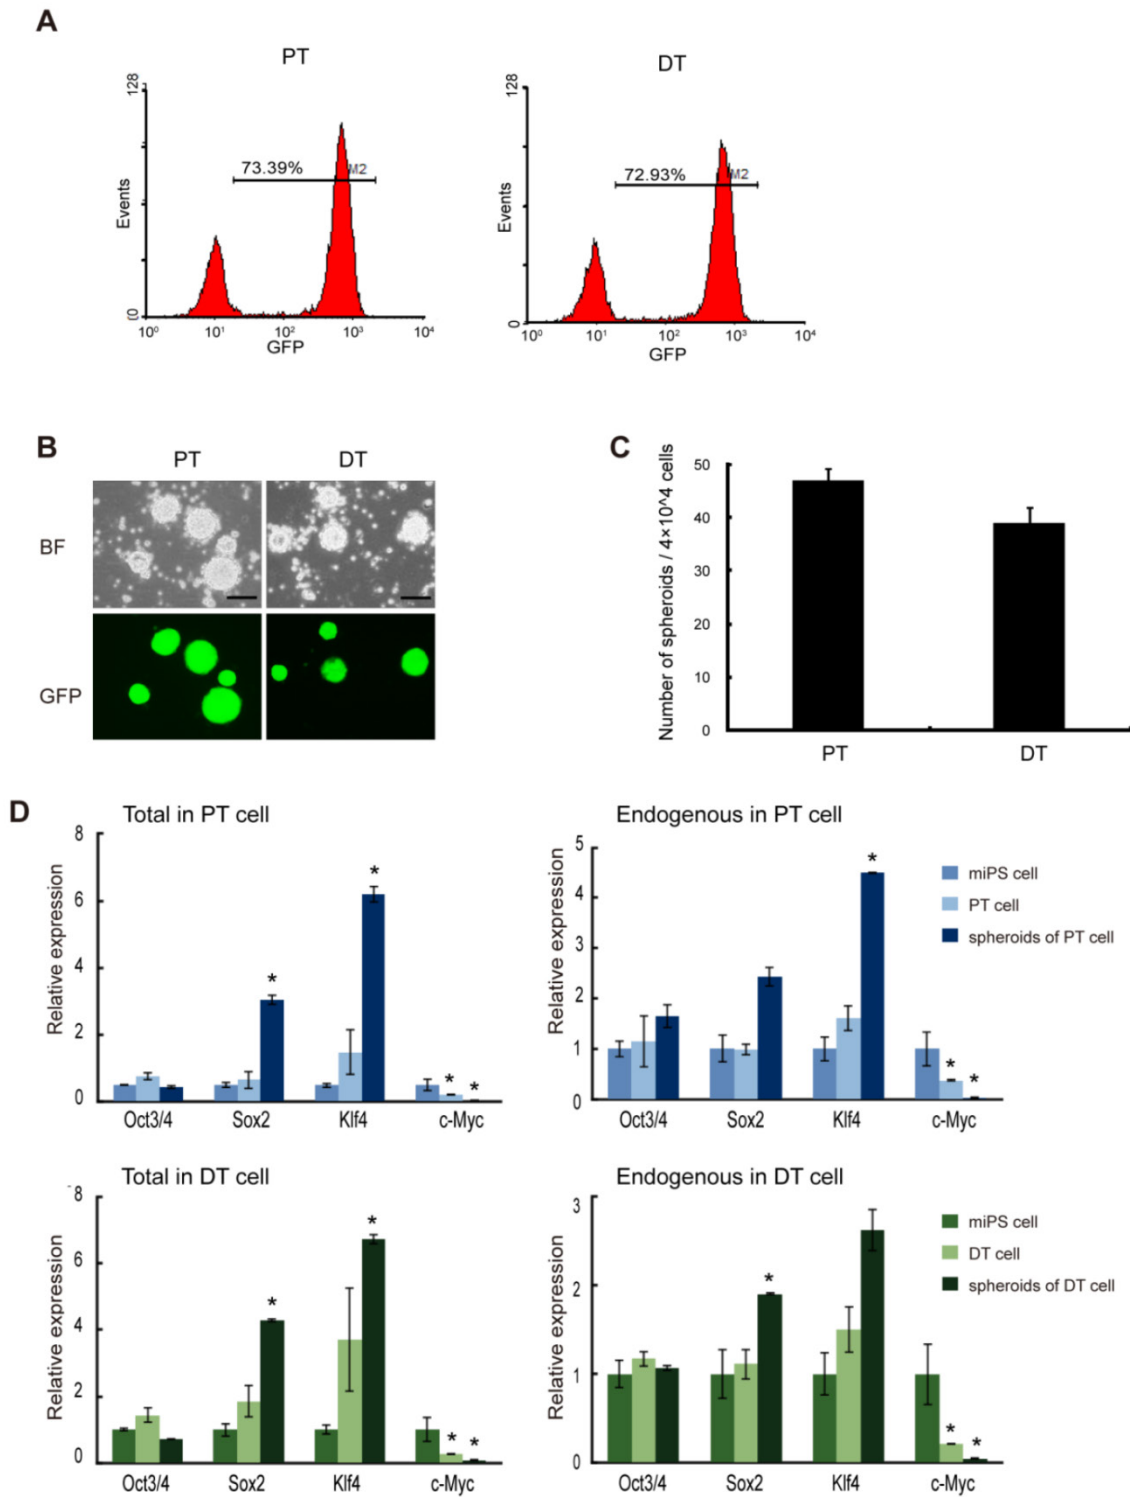 A
PT
DT
128
Events
0
73.39%
M2
10⁰ 10¹ 10² 10³ 10⁴
GFP
128
Events
0
72.93%
M2
10⁰ 10¹ 10² 10³ 10⁴
GFP
B
PT DT
BF
GFP
C
Number of spheroids / 4×10^4 cells
50
40
30
20
10
0
PT DT
D
Total in PT cell
Relative expression
8
6
4
2
0
* * * *
Oct3/4 Sox2 Klf4 c-Myc
Endogenous in PT cell
Relative expression
5
4
3
2
1
0
* * *
Oct3/4 Sox2 Klf4 c-Myc
miPS cell
PT cell
spheroids of PT cell
Total in DT cell
Relative expression
8
6
4
2
0
* * * *
Oct3/4 Sox2 Klf4 c-Myc
Endogenous in DT cell
Relative expression
3
2
1
0
* * *
Oct3/4 Sox2 Klf4 c-Myc
miPS cell
DT cell
spheroids of DT cell